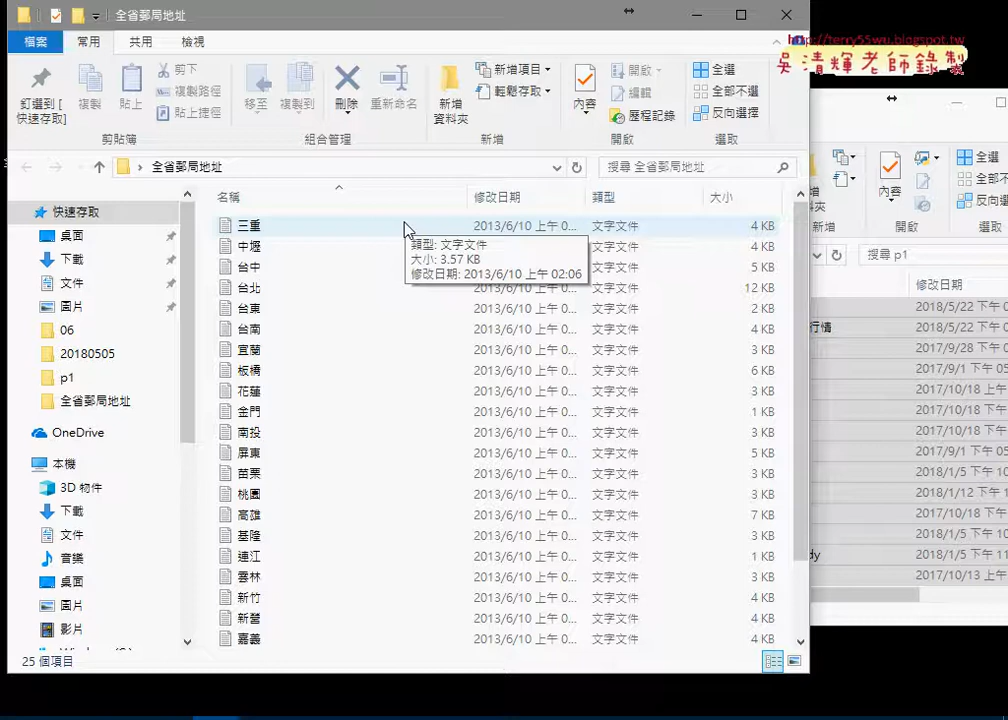 全省郵局地址
http://terry55wu.blogspot.tw
吳清輝老師錄製
檔案 常用 共用 檢視
釘選到 [快速存取]
複製
貼上
剪下
複製路徑
貼上捷徑
剪貼簿
移至
複製到
刪除
重新命名
組合管理
新增
資料夾
新增項目
輕鬆存取
新增
內容
開啟
編輯
歷程記錄
開啟
全選
全部不選
反向選取
選取
全省郵局地址
搜尋 全省郵局地址
名稱 修改日期 類型 大小
三重 2013/6/10 上午 0... 文字文件 4 KB
類型: 文字文件
大小: 3.57 KB
修改日期: 2013/6/10 上午 02:06
中壢
台中 5 KB
台北 2013/6/10 上午 0... 文字文件 12 KB
台東 2013/6/10 上午 0... 文字文件 2 KB
台南 2013/6/10 上午 0... 文字文件 4 KB
宜蘭 2013/6/10 上午 0... 文字文件 3 KB
板橋 2013/6/10 上午 0... 文字文件 6 KB
花蓮 2013/6/10 上午 0... 文字文件 3 KB
金門 2013/6/10 上午 0... 文字文件 1 KB
南投 2013/6/10 上午 0... 文字文件 3 KB
屏東 2013/6/10 上午 0... 文字文件 5 KB
苗栗 2013/6/10 上午 0... 文字文件 3 KB
桃園 2013/6/10 上午 0... 文字文件 3 KB
高雄 2013/6/10 上午 0... 文字文件 7 KB
基隆 2013/6/10 上午 0... 文字文件 3 KB
連江 2013/6/10 上午 0... 文字文件 1 KB
雲林 2013/6/10 上午 0... 文字文件 3 KB
新竹 2013/6/10 上午 0... 文字文件 4 KB
新營 2013/6/10 上午 0... 文字文件 4 KB
嘉義 2013/6/10 上午 0... 文字文件 4 KB
快速存取
桌面
下載
文件
圖片
06
20180505
p1
全省郵局地址
OneDrive
本機
3D 物件
下載
文件
音樂
桌面
圖片
影片
25 個項目
內容
全選
全部不
反向選
新增
開啟
選取
搜尋 p1
修改日期
2018/5/22 下午 0
行情 2018/5/22 下午 0
2017/9/28 下午 0
2017/9/1 下午 05
2017/10/18 上午
2017/10/18 下午
2017/10/18 下午
2017/9/1 下午 05
2018/1/5 下午 10
2018/1/12 下午 1
2017/10/18 下午
2018/1/5 下午 10
dy 2018/1/5 下午 11
2017/10/13 上午